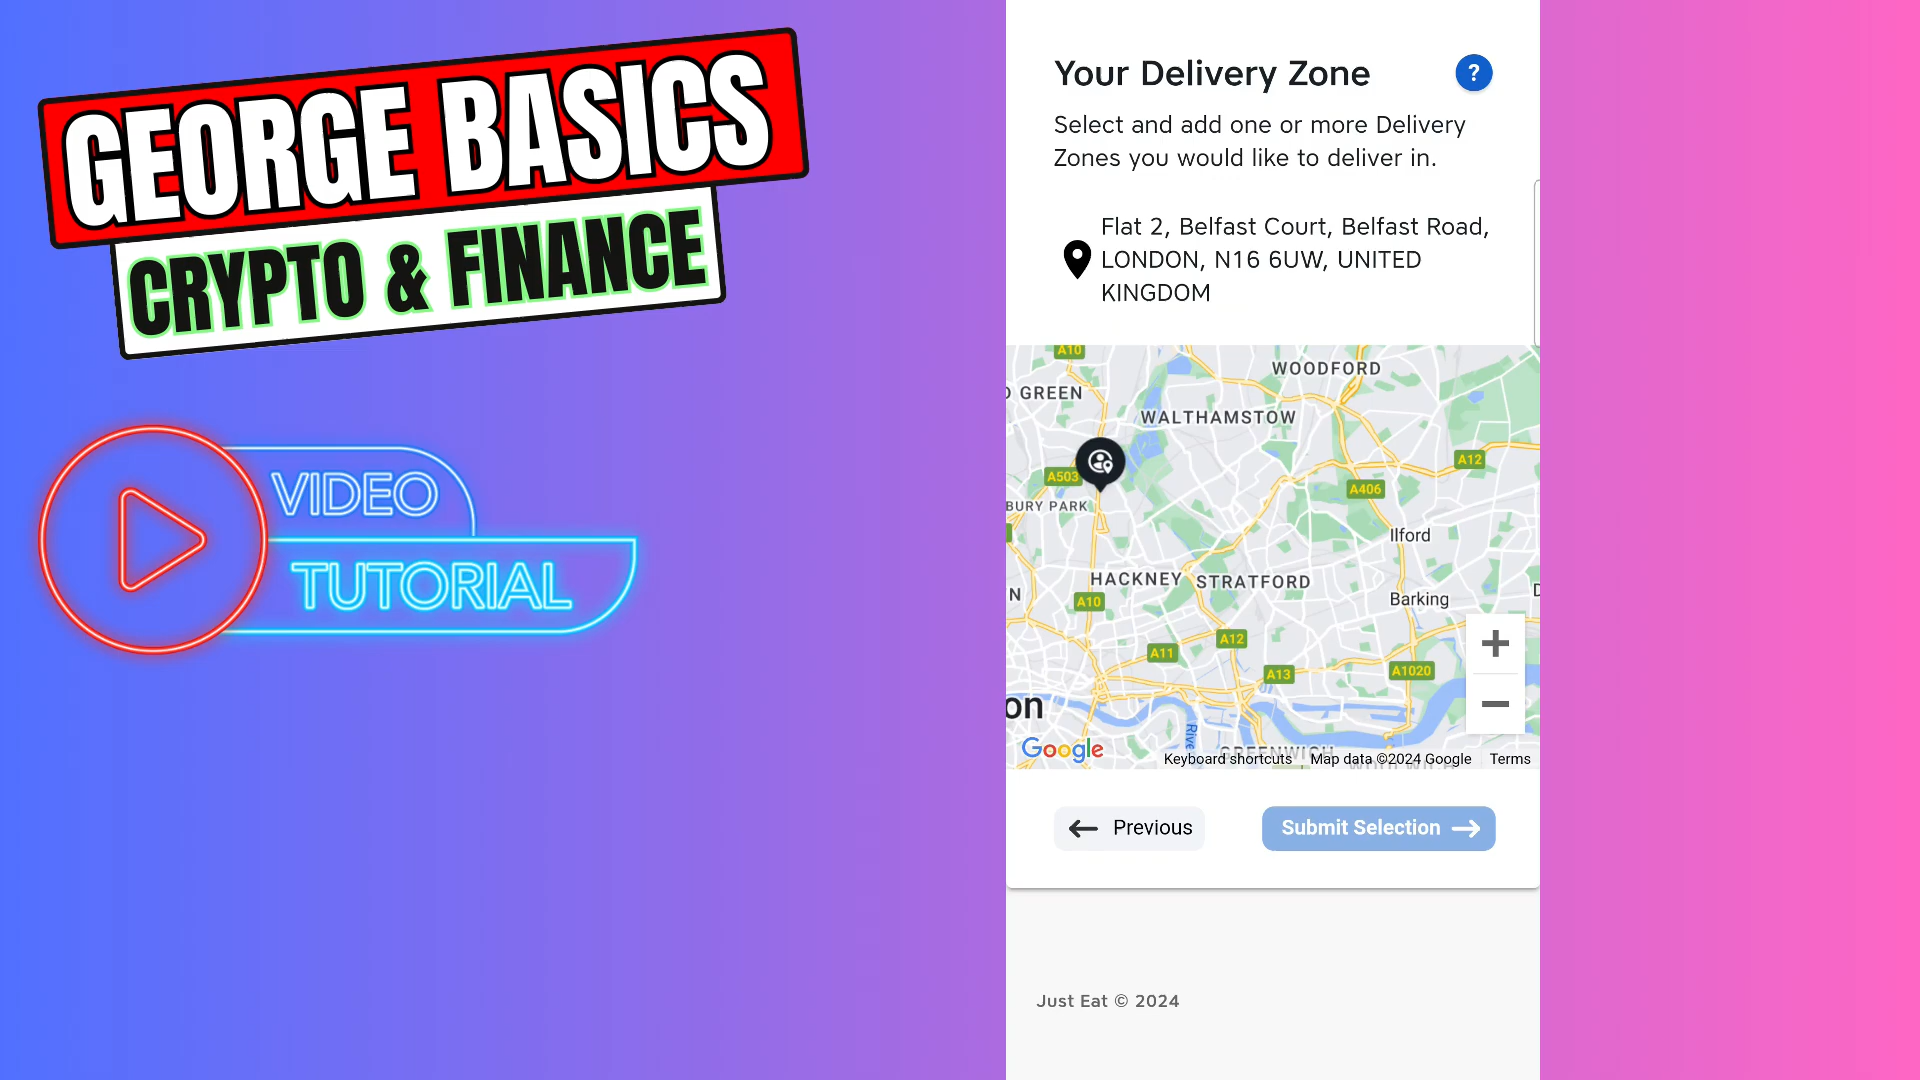 GEORGE BASICS
CRYPTO & FINANCE
VIDEO
TUTORIAL
Your Delivery Zone
?
Select and add one or more Delivery
Zones you would like to deliver in.
Flat 2, Belfast Court, Belfast Road,
LONDON, N16 6UW, UNITED
KINGDOM
A10
WOODFORD
GREEN
WALTHAMSTOW
A12
A503
A406
BURY PARK
Ilford
HACKNEY
STRATFORD
N
A10
Barking
A12
A11
A13
A1020
on
Rive
Google
GREENWICH
Keyboard shortcuts
Map data ©2024 Google
Terms
Previous
Submit Selection
Just Eat © 2024